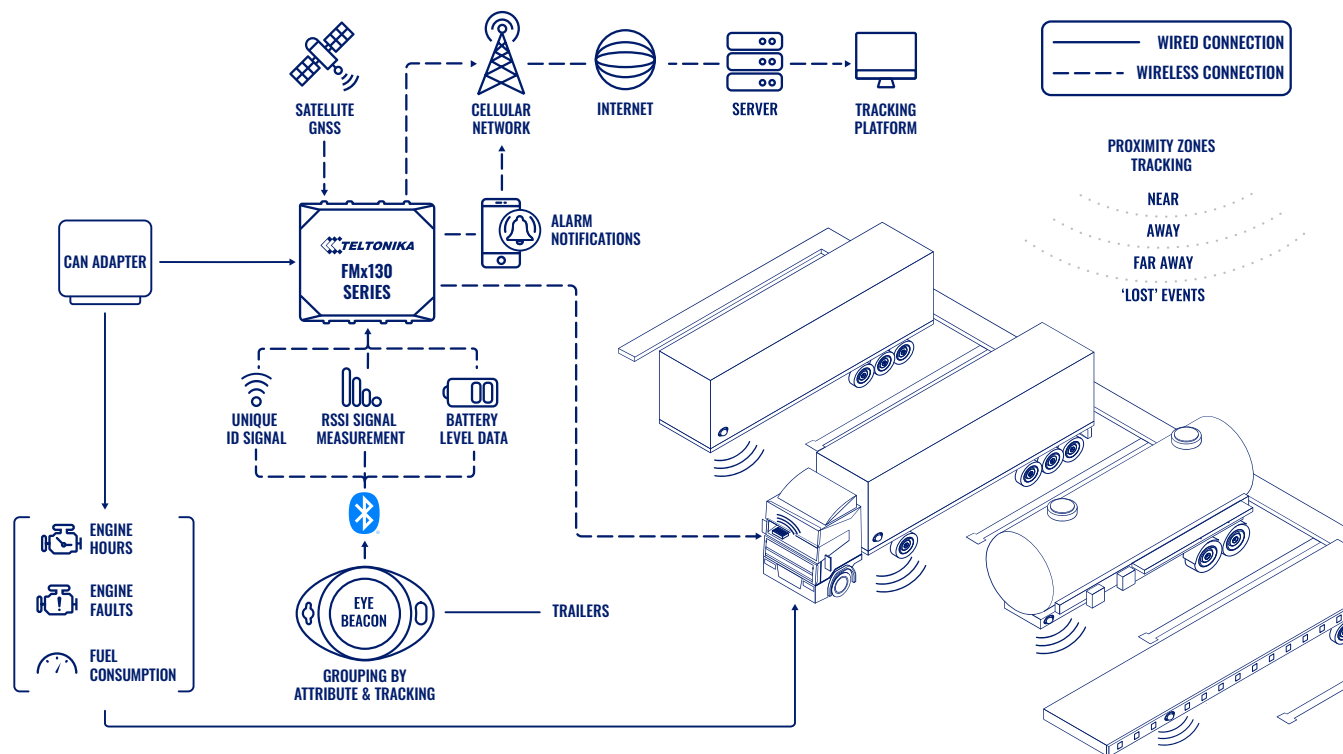 WIRED CONNECTION
WIRELESS CONNECTION
SATELLITE
GNSS
CELLULAR
NETWORK
INTERNET
SERVER
TRACKING
PLATFORM
PROXIMITY ZONES
TRACKING
NEAR
AWAY
FAR AWAY
‘LOST’ EVENTS
CAN ADAPTER
TELTONIKA
FMx130
SERIES
ALARM
NOTIFICATIONS
UNIQUE
ID SIGNAL
RSSI SIGNAL
MEASUREMENT
BATTERY
LEVEL DATA
ENGINE
HOURS
ENGINE
FAULTS
FUEL
CONSUMPTION
EYE
BEACON
TRAILERS
GROUPING BY
ATTRIBUTE & TRACKING